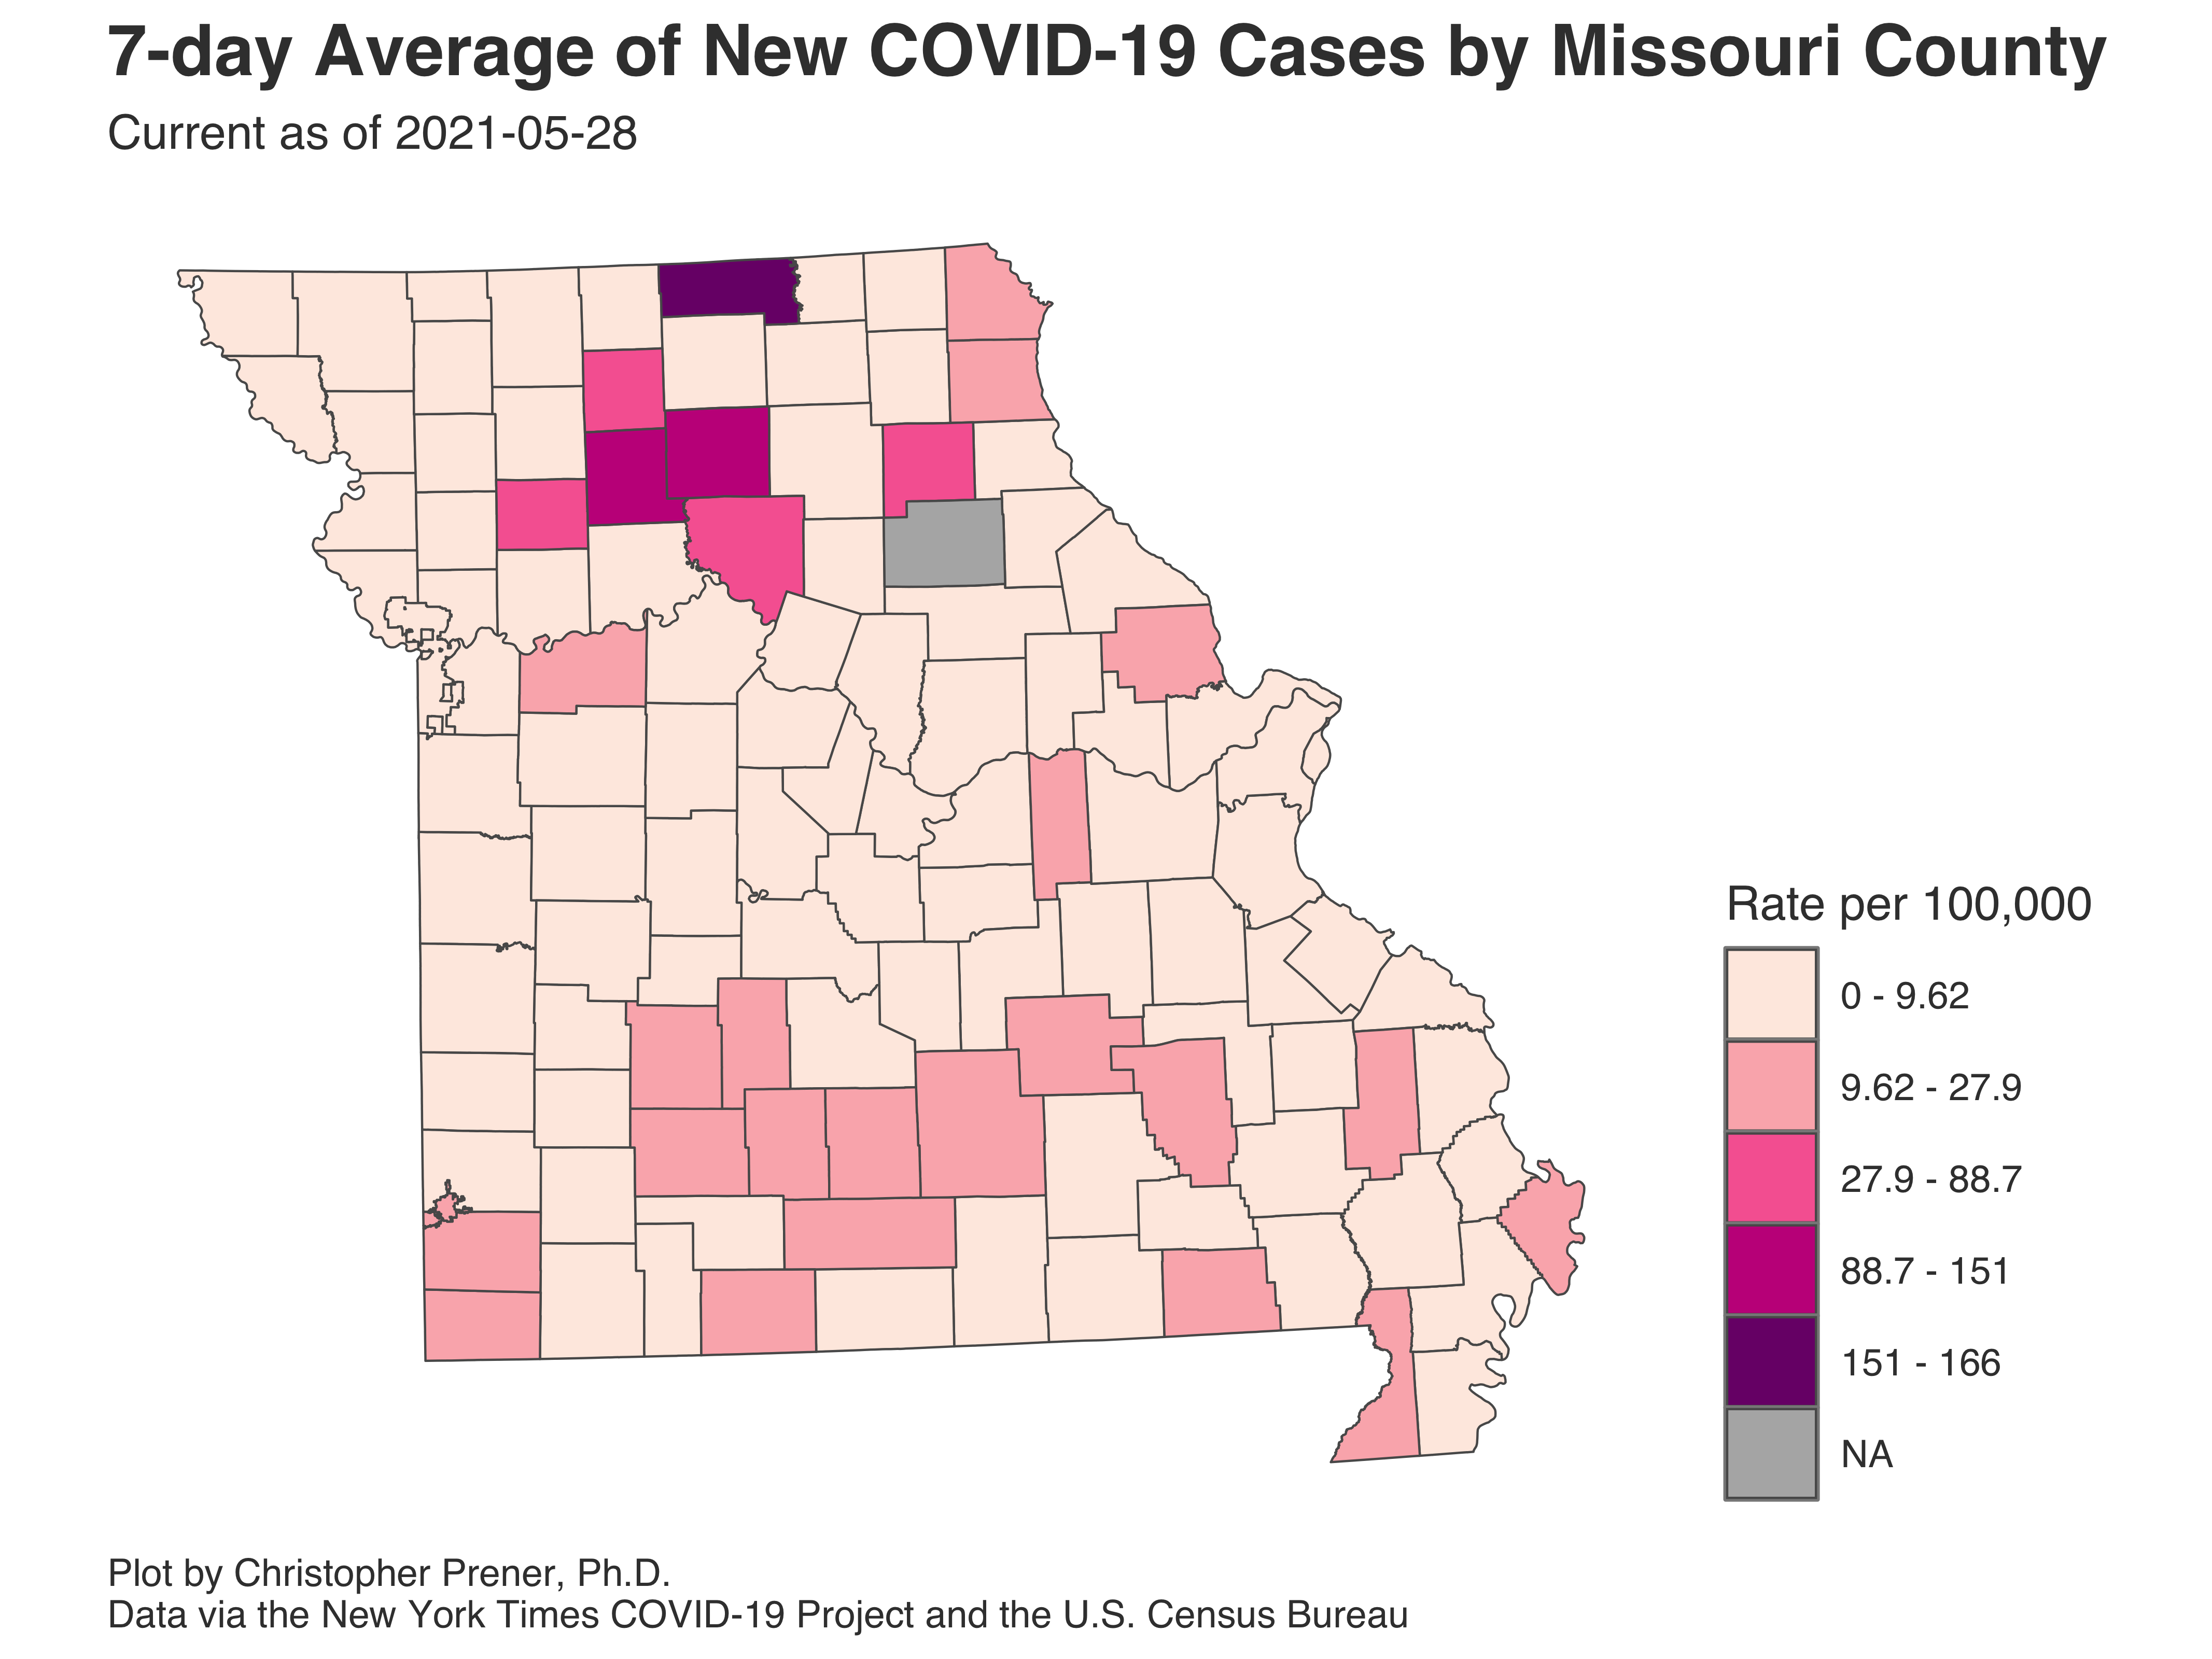 7-day Average of New COVID-19 Cases by Missouri County
Current as of 2021-05-28
Rate per 100,000
0 - 9.62
9.62 - 27.9
27.9 - 88.7
88.7 - 151
151 - 166
NA
Plot by Christopher Prener, Ph.D.
Data via the New York Times COVID-19 Project and the U.S. Census Bureau